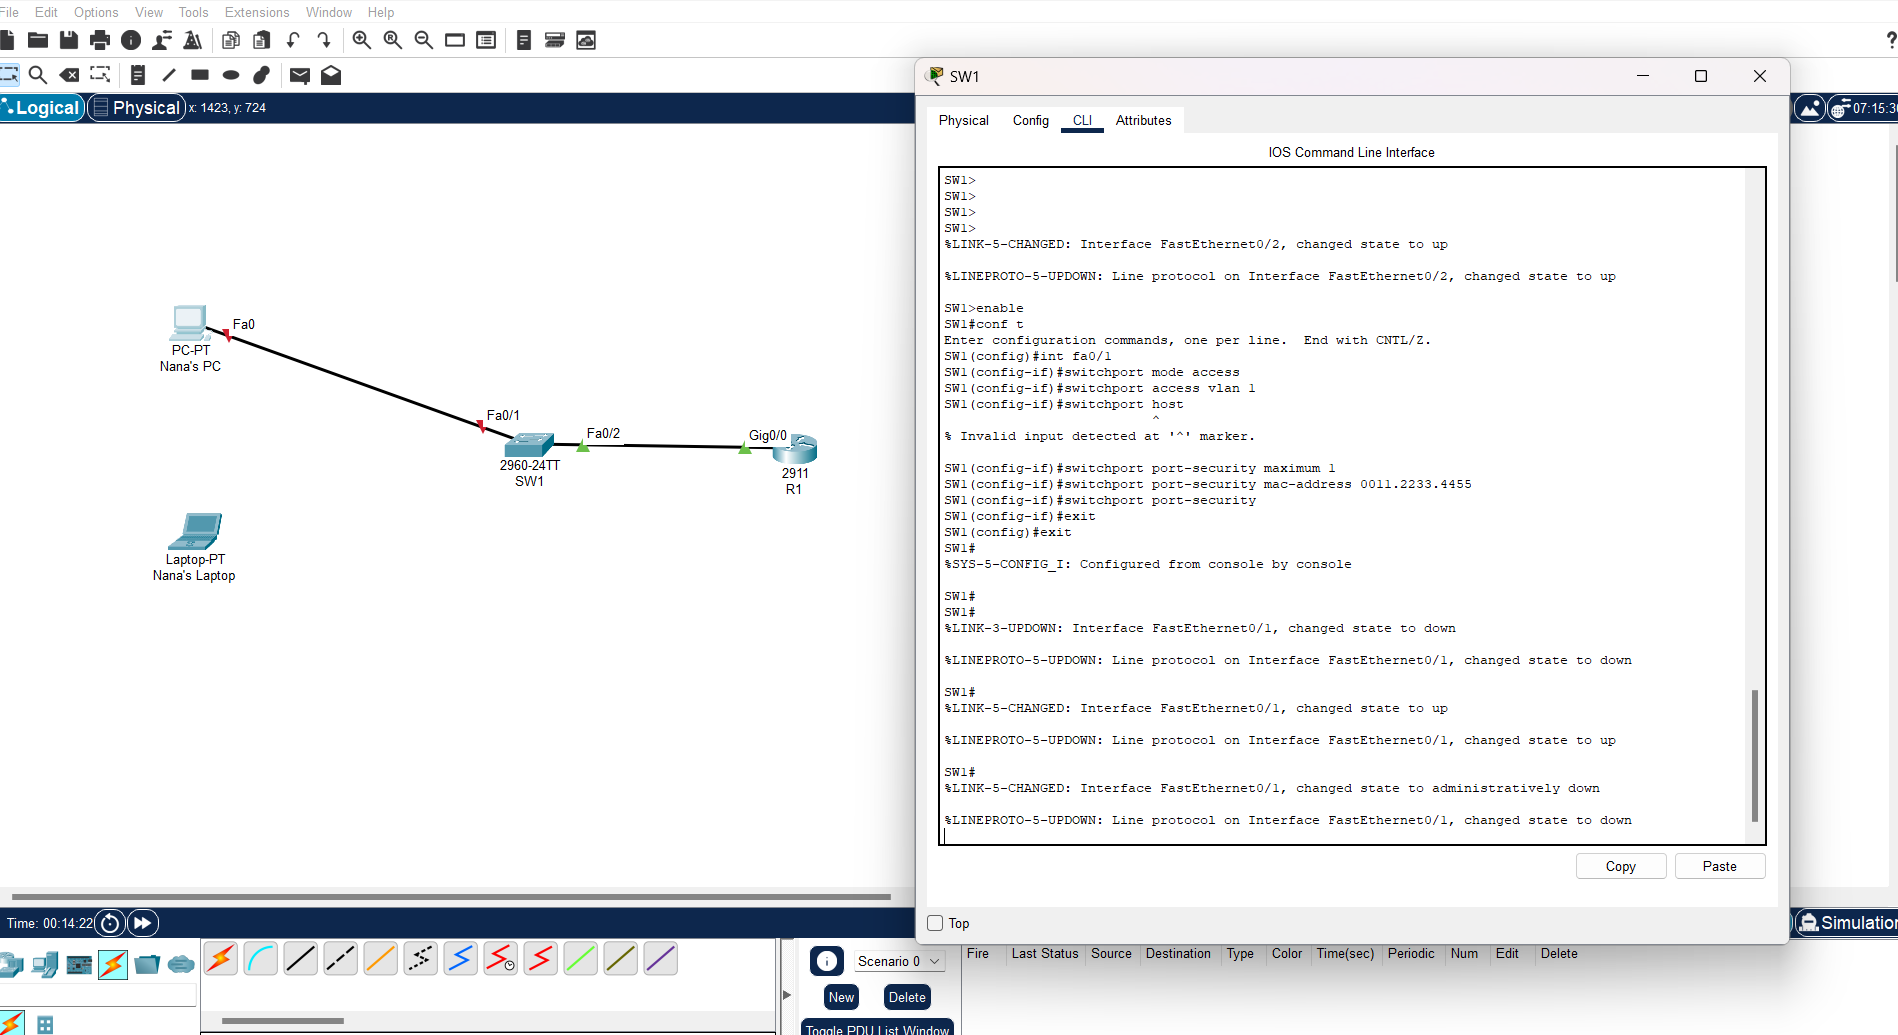 File Edit Options View Tools Extensions Window Help
?
Logical Physical x: 1423, y: 724
07:15:3
SW1
Physical Config CLI Attributes
IOS Command Line Interface
SW1>
SW1>
SW1>
SW1>
%LINK-5-CHANGED: Interface FastEthernet0/2, changed state to up
%LINEPROTO-5-UPDOWN: Line protocol on Interface FastEthernet0/2, changed state to up
SW1>enable
SW1#conf t
Enter configuration commands, one per line.  End with CNTL/Z.
SW1(config)#int fa0/1
SW1(config-if)#switchport mode access
SW1(config-if)#switchport access vlan 1
SW1(config-if)#switchport host
^
% Invalid input detected at '^' marker.
SW1(config-if)#switchport port-security maximum 1
SW1(config-if)#switchport port-security mac-address 0011.2233.4455
SW1(config-if)#switchport port-security
SW1(config-if)#exit
SW1(config)#exit
SW1#
%SYS-5-CONFIG_I: Configured from console by console
SW1#
SW1#
%LINK-3-UPDOWN: Interface FastEthernet0/1, changed state to down
%LINEPROTO-5-UPDOWN: Line protocol on Interface FastEthernet0/1, changed state to down
SW1#
%LINK-5-CHANGED: Interface FastEthernet0/1, changed state to up
%LINEPROTO-5-UPDOWN: Line protocol on Interface FastEthernet0/1, changed state to up
SW1#
%LINK-5-CHANGED: Interface FastEthernet0/1, changed state to administratively down
%LINEPROTO-5-UPDOWN: Line protocol on Interface FastEthernet0/1, changed state to down
Copy Paste
Top
Fa0
PC-PT
Nana's PC
Fa0/1
Fa0/2
Gig0/0
2960-24TT
SW1
2911
R1
Laptop-PT
Nana's Laptop
Time: 00:14:22
Simulation
Scenario 0
New Delete
Toggle PDU List Window
Fire Last Status Source Destination Type Color Time(sec) Periodic Num Edit Delete